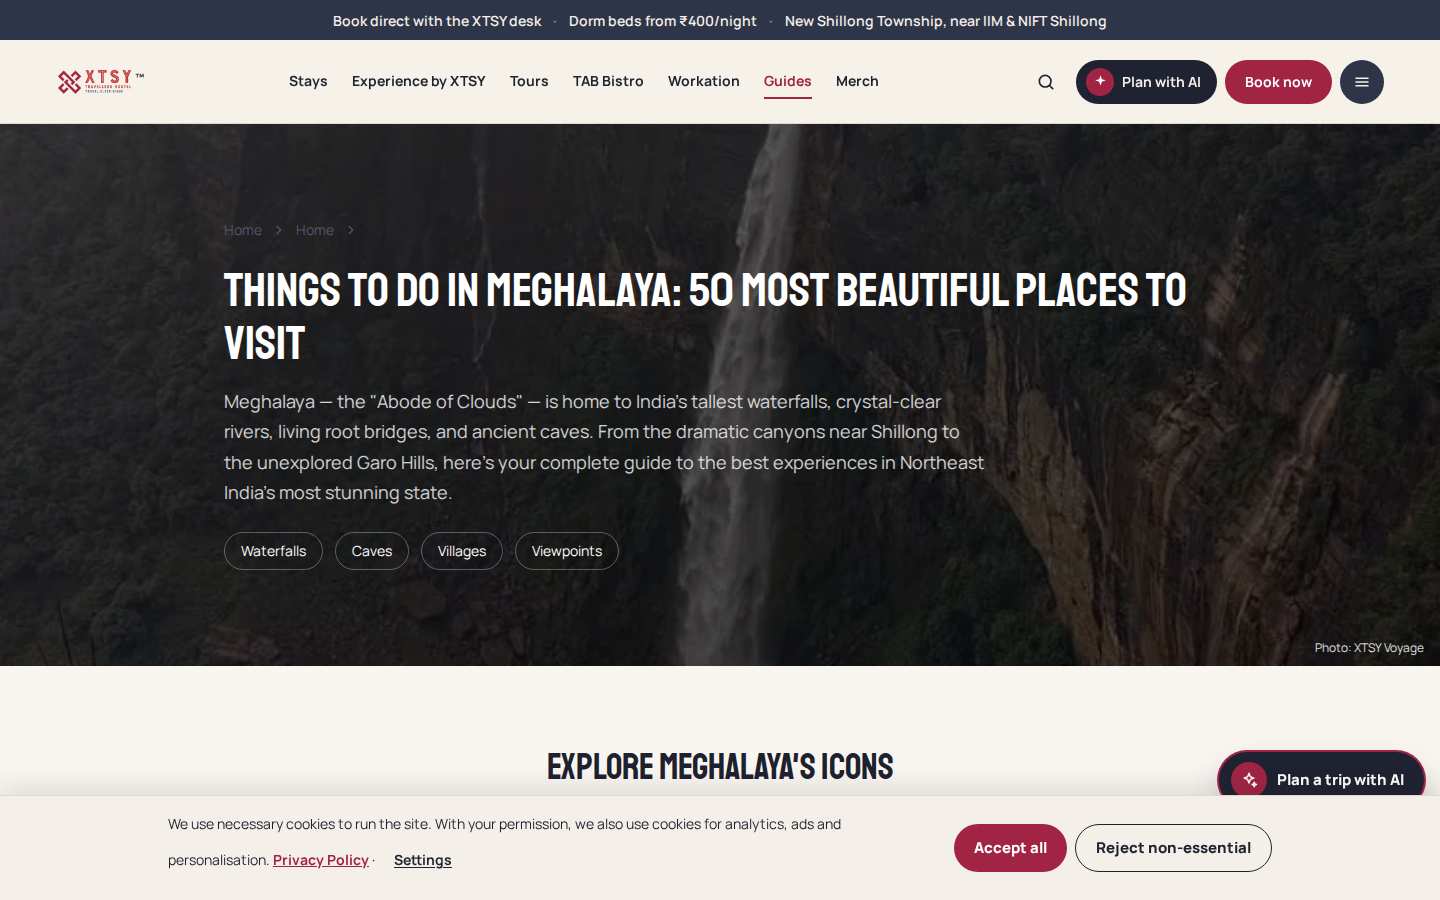 Book direct with the XTSY desk · Dorm beds from ₹400/night · New Shillong Township, near IIM & NIFT Shillong
XTSY ™
Stays Experience by XTSY Tours TAB Bistro Workation Guides Merch
Plan with AI Book now
Home > Home >
THINGS TO DO IN MEGHALAYA: 50 MOST BEAUTIFUL PLACES TO
VISIT
Meghalaya — the "Abode of Clouds" — is home to India's tallest waterfalls, crystal-clear
rivers, living root bridges, and ancient caves. From the dramatic canyons near Shillong to
the unexplored Garo Hills, here's your complete guide to the best experiences in Northeast
India's most stunning state.
Waterfalls Caves Villages Viewpoints
Photo: XTSY Voyage
EXPLORE MEGHALAYA'S ICONS
Plan a trip with AI
We use necessary cookies to run the site. With your permission, we also use cookies for analytics, ads and
personalisation. Privacy Policy · Settings
Accept all Reject non-essential